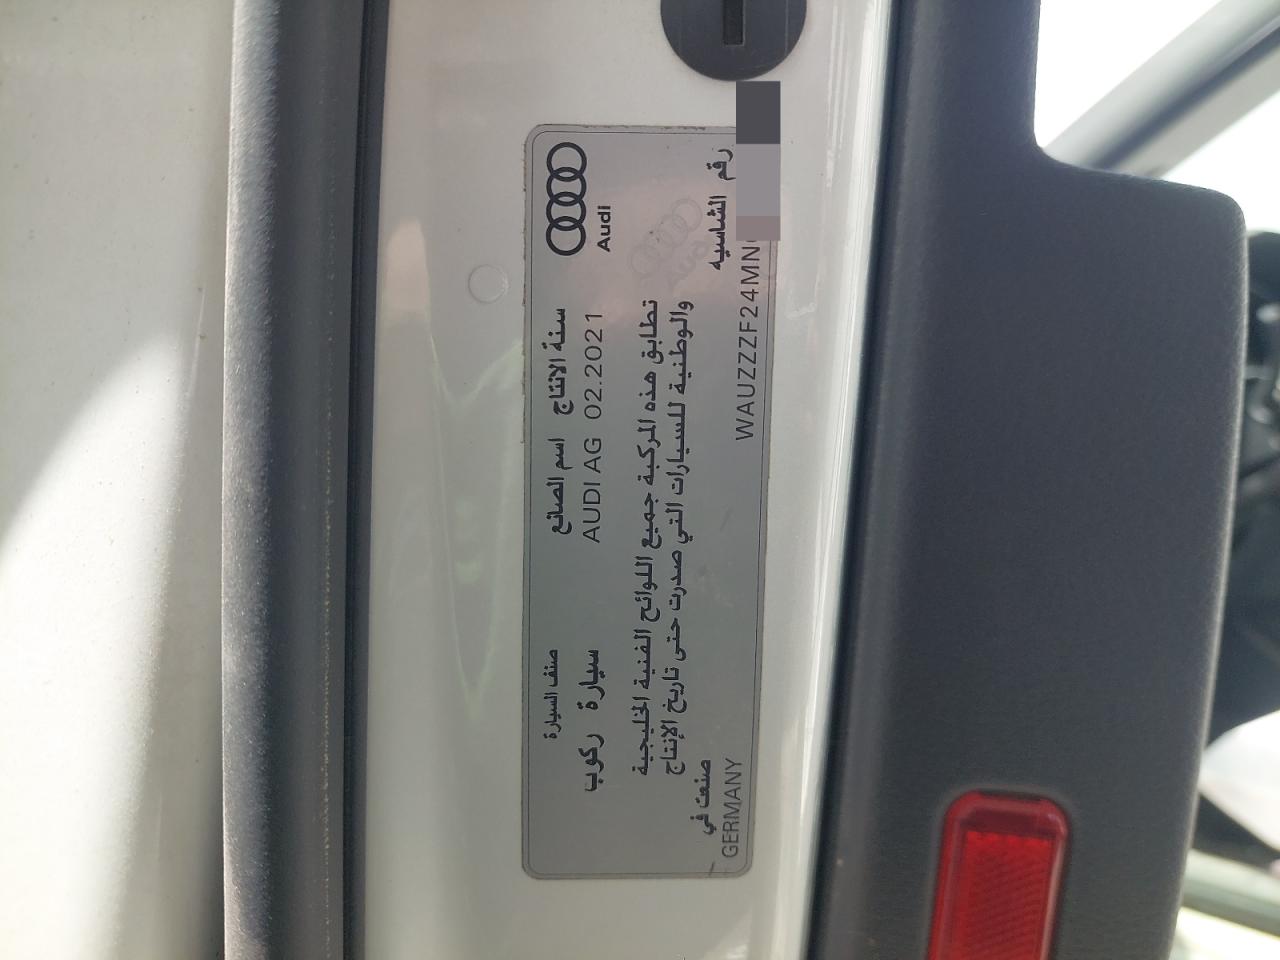 Audi
سنة الانتاج
02.2021
اسم الصانع
AUDI AG
صنف السيارة
سيارة ركوب
تطابق هذه المركبة جميع اللوائح الفنية الخليجية
والوطنية للسيارات التي صدرت حتى تاريخ الإنتاج
رقم الشاسيه
WAUZZZF24MN
صنعت في
GERMANY